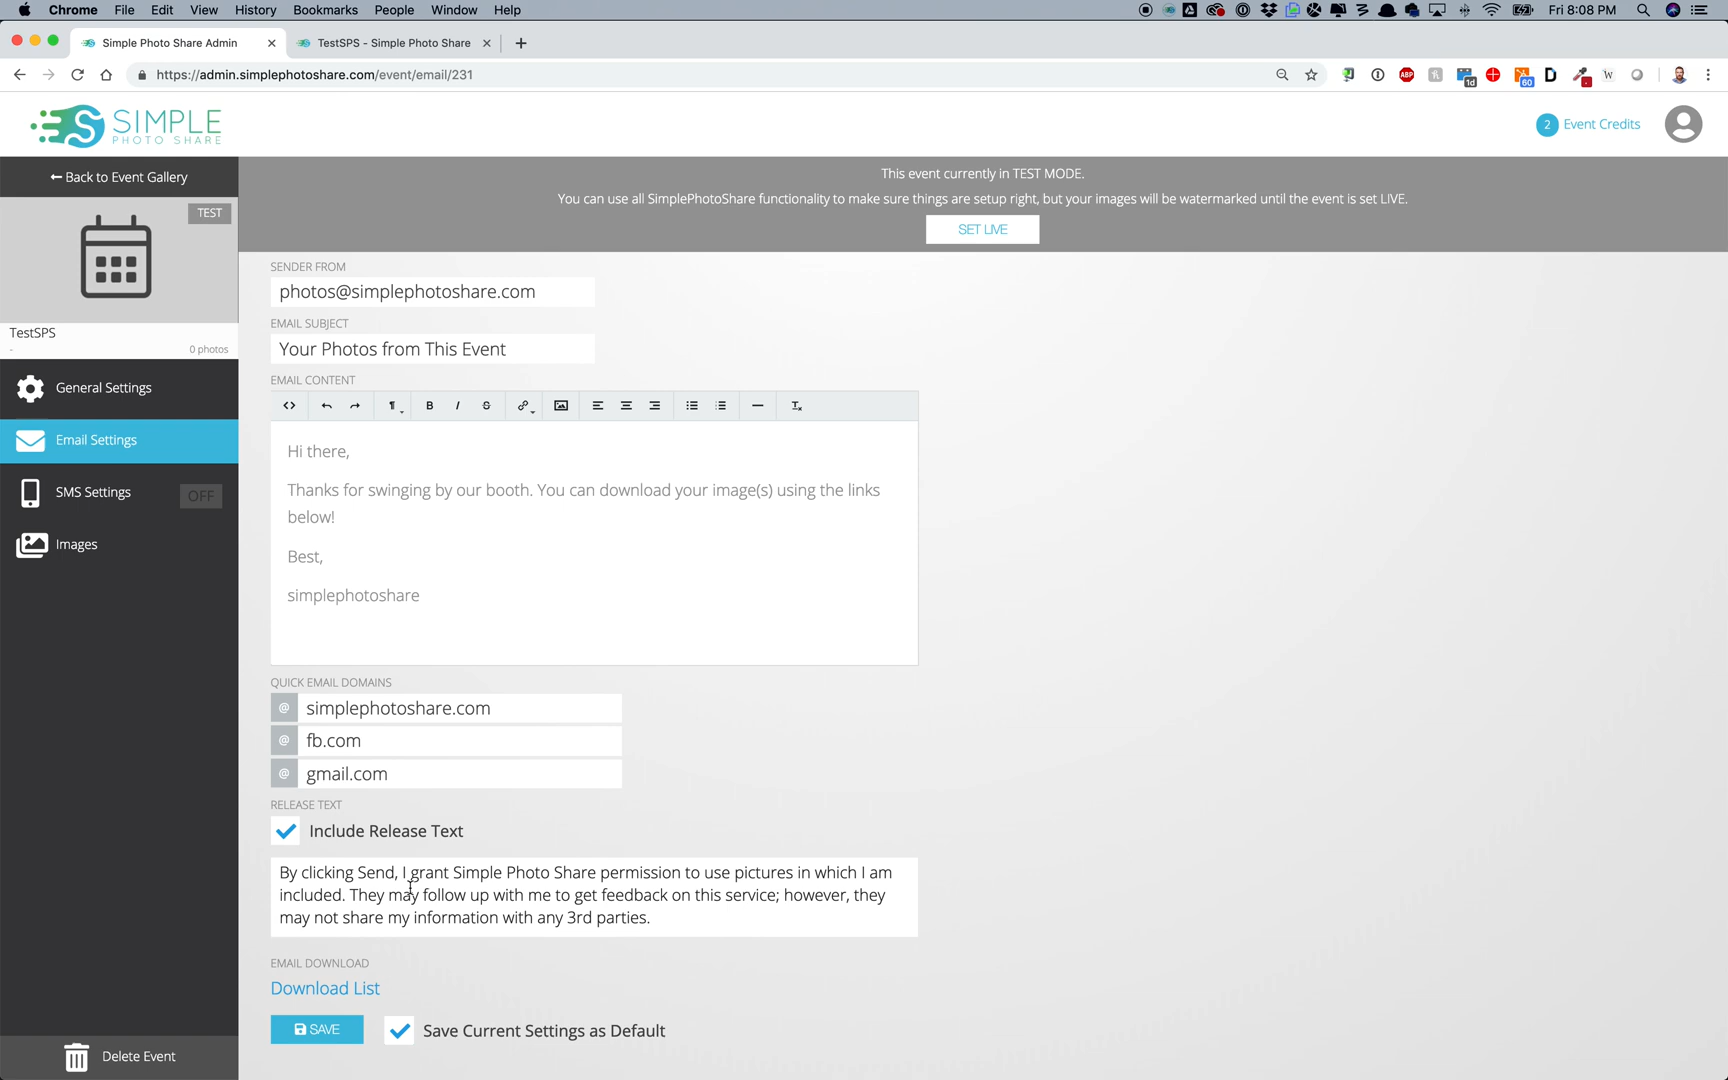 Chrome File Edit View History Bookmarks People Window Help Fri 8:08 PM
Simple Photo Share Admin TestSPS - Simple Photo Share
https://admin.simplephotoshare.com/event/email/231
ABP 1d 60 D W
SIMPLE
PHOTO SHARE
2 Event Credits
Back to Event Gallery
This event currently in TEST MODE.
You can use all SimplePhotoShare functionality to make sure things are setup right, but your images will be watermarked until the event is set LIVE.
SET LIVE
TEST
TestSPS
- 0 photos
General Settings
Email Settings
SMS Settings OFF
Images
Delete Event
SENDER FROM
photos@simplephotoshare.com
EMAIL SUBJECT
Your Photos from This Event
EMAIL CONTENT
Hi there,
Thanks for swinging by our booth. You can download your image(s) using the links
below!
Best,
simplephotoshare
QUICK EMAIL DOMAINS
@ simplephotoshare.com
@ fb.com
@ gmail.com
RELEASE TEXT
Include Release Text
By clicking Send, I grant Simple Photo Share permission to use pictures in which I am
included. They may follow up with me to get feedback on this service; however, they
may not share my information with any 3rd parties.
EMAIL DOWNLOAD
Download List
SAVE Save Current Settings as Default